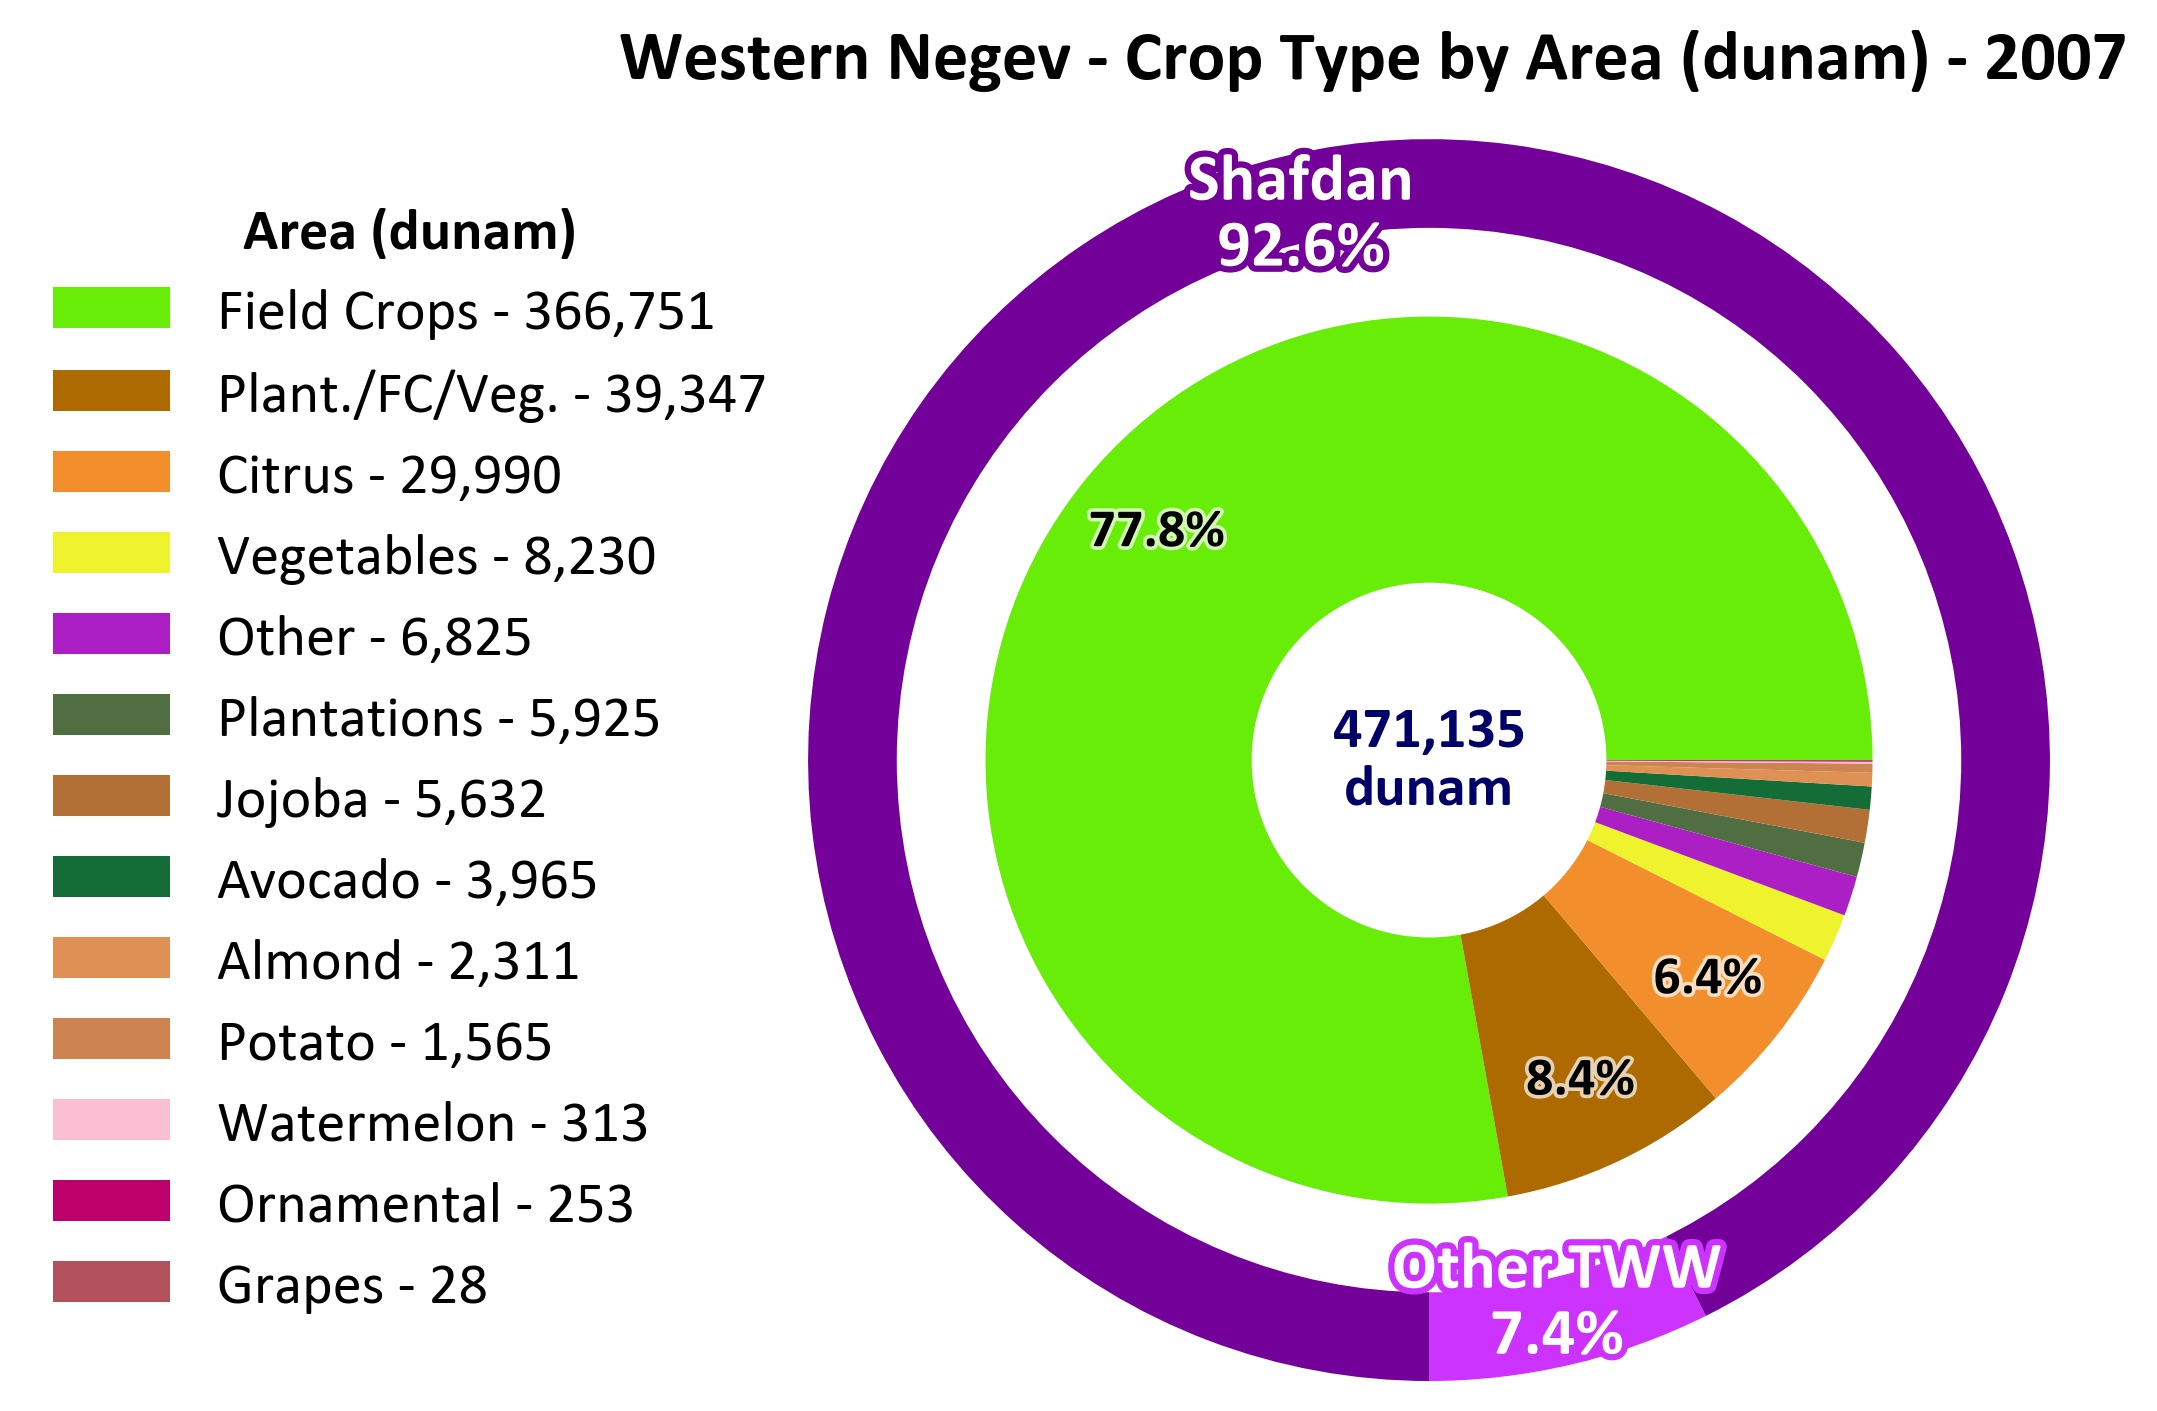 Western Negev - Crop Type by Area (dunam) - 2007
Area (dunam)
Field Crops - 366,751
Plant./FC/Veg. - 39,347
Citrus - 29,990
Vegetables - 8,230
Other - 6,825
Plantations - 5,925
Jojoba - 5,632
Avocado - 3,965
Almond - 2,311
Potato - 1,565
Watermelon - 313
Ornamental - 253
Grapes - 28
Shafdan
92.6%
77.8%
471,135
dunam
6.4%
8.4%
Other TWW
7.4%